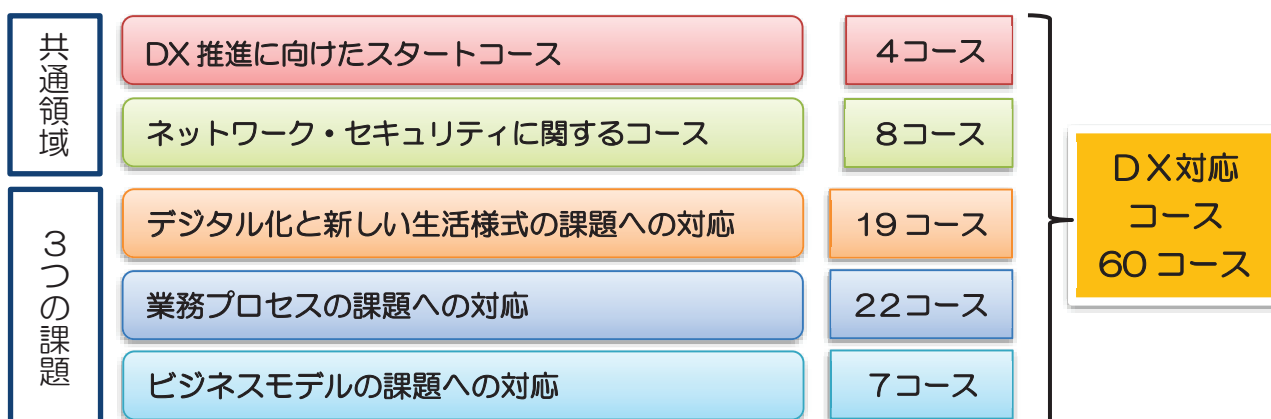 共通領域
DX 推進に向けたスタートコース
4コース
ネットワーク・セキュリティに関するコース
8コース
3つの課題
デジタル化と新しい生活様式の課題への対応
19 コース
業務プロセスの課題への対応
22コース
ビジネスモデルの課題への対応
7コース
DX対応
コース
60 コース